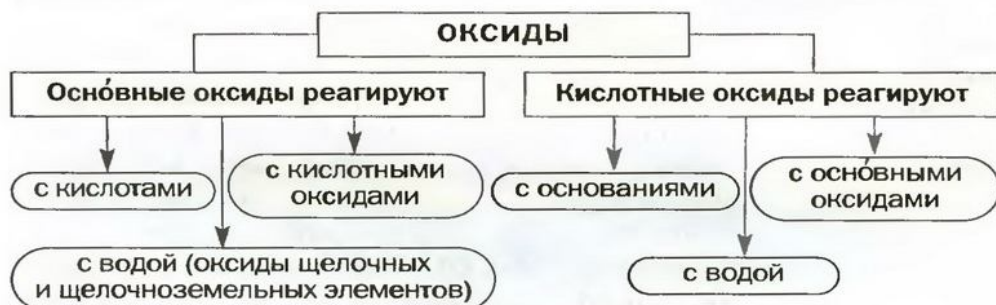 ОКСИДЫ
Осно́вные оксиды реагируют
Кислотные оксиды реагируют
с кислотами
с кислотными
оксидами
с основаниями
с осно́вными
оксидами
с водой (оксиды щелочных
и щелочноземельных элементов)
с водой